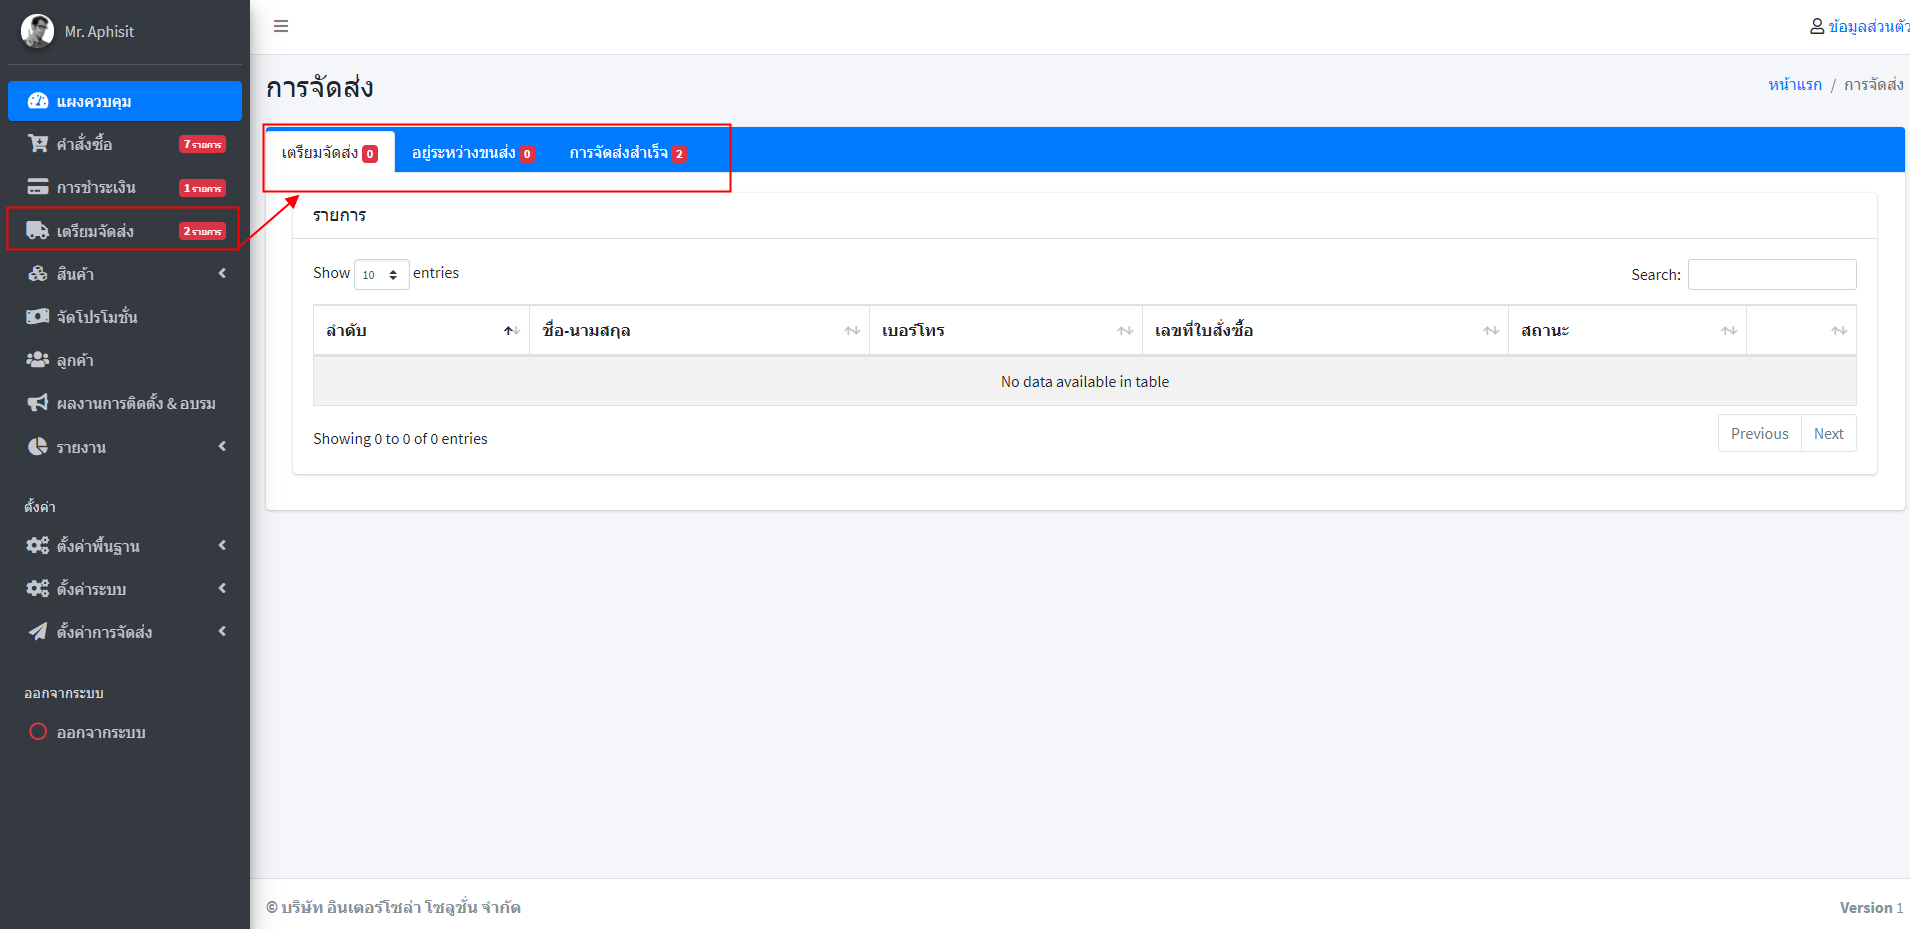 Mr. Aphisit
ข้อมูลส่วนตัว
การจัดส่ง
หน้าแรก / การจัดส่ง
แผงควบคุม
คำสั่งซื้อ 7 รายการ
การชำระเงิน 1 รายการ
เตรียมจัดส่ง 2 รายการ
สินค้า
จัดโปรโมชั่น
ลูกค้า
ผลงานการติดตั้ง & อบรม
รายงาน
ตั้งค่า
ตั้งค่าพื้นฐาน
ตั้งค่าระบบ
ตั้งค่าการจัดส่ง
ออกจากระบบ
ออกจากระบบ
เตรียมจัดส่ง 0 อยู่ระหว่างขนส่ง 0 การจัดส่งสำเร็จ 2
รายการ
Show 10 entries
Search:
ลำดับ ชื่อ-นามสกุล เบอร์โทร เลขที่ใบสั่งซื้อ สถานะ
No data available in table
Showing 0 to 0 of 0 entries
Previous Next
© บริษัท อินเตอร์โซล่า โซลูชั่น จำกัด
Version 1